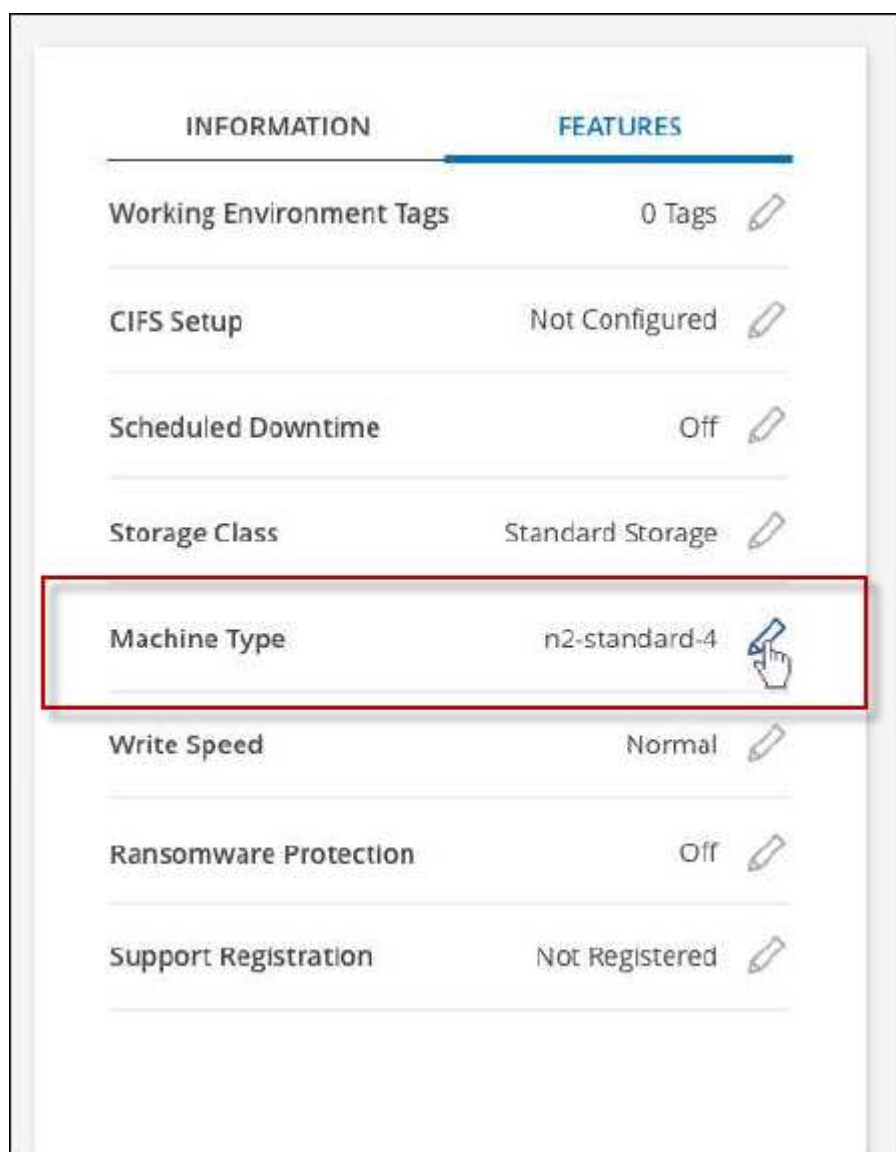 INFORMATION FEATURES
Working Environment Tags 0 Tags
CIFS Setup Not Configured
Scheduled Downtime Off
Storage Class Standard Storage
Machine Type n2-standard-4
Write Speed Normal
Ransomware Protection Off
Support Registration Not Registered